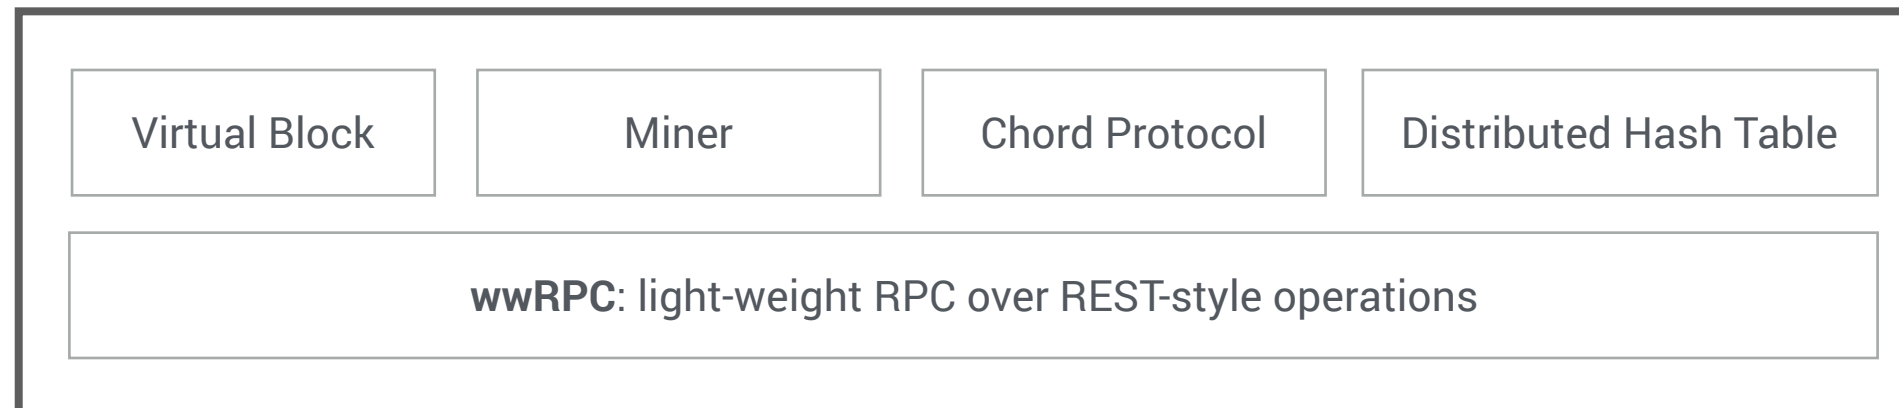 Virtual Block
Miner
Chord Protocol
Distributed Hash Table
wwRPC: light-weight RPC over REST-style operations